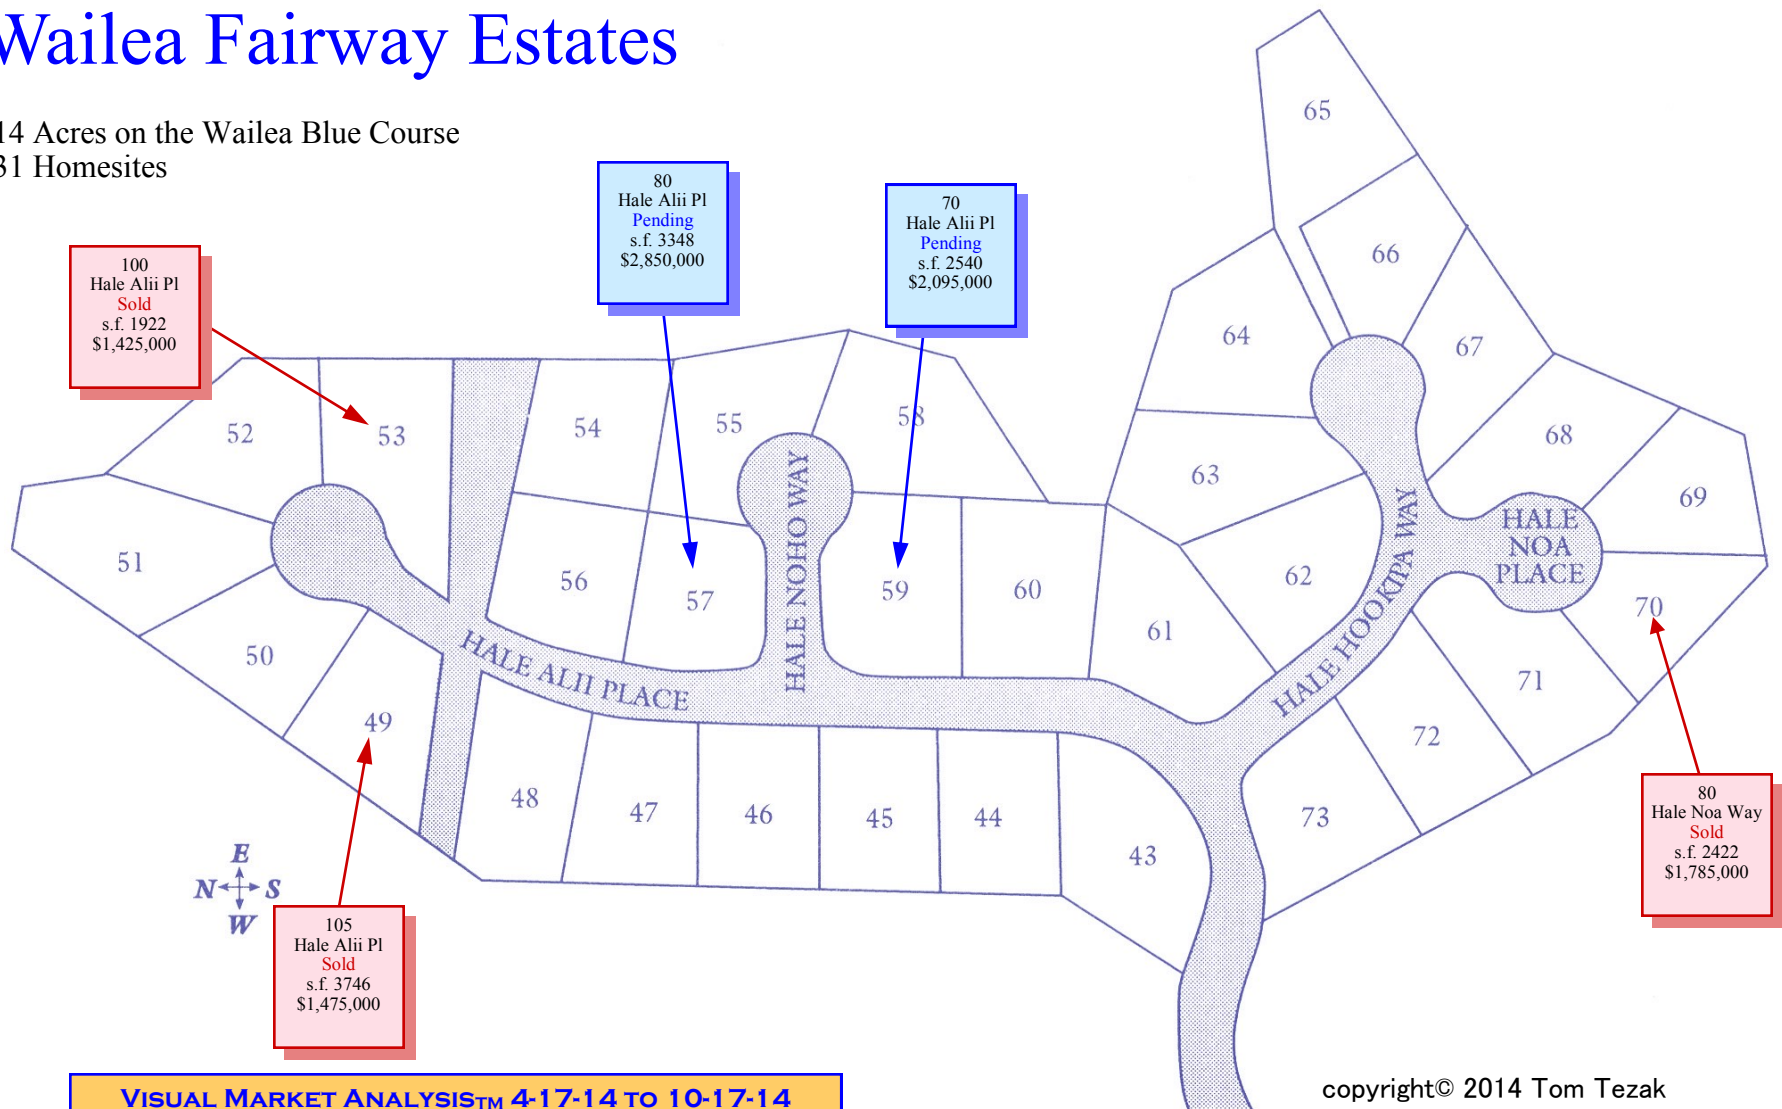 Wailea Fairway Estates
14 Acres on the Wailea Blue Course
31 Homesites
100
Hale Alii Pl
Sold
s.f. 1922
$1,425,000
80
Hale Alii Pl
Pending
s.f. 3348
$2,850,000
70
Hale Alii Pl
Pending
s.f. 2540
$2,095,000
65
66
64
67
52
53
54
55
58
68
63
69
51
56
57
59
60
62
61
70
50
49
71
72
48
47
46
45
44
73
43
HALE ALII PLACE
HALE NOHO WAY
HALE HOOKIPA WAY
HALE
NOA
PLACE
80
Hale Noa Way
Sold
s.f. 2422
$1,785,000
E
N S
W
105
Hale Alii Pl
Sold
s.f. 3746
$1,475,000
VISUAL MARKET ANALYSIS TM 4-17-14 TO 10-17-14
copyright© 2014 Tom Tezak